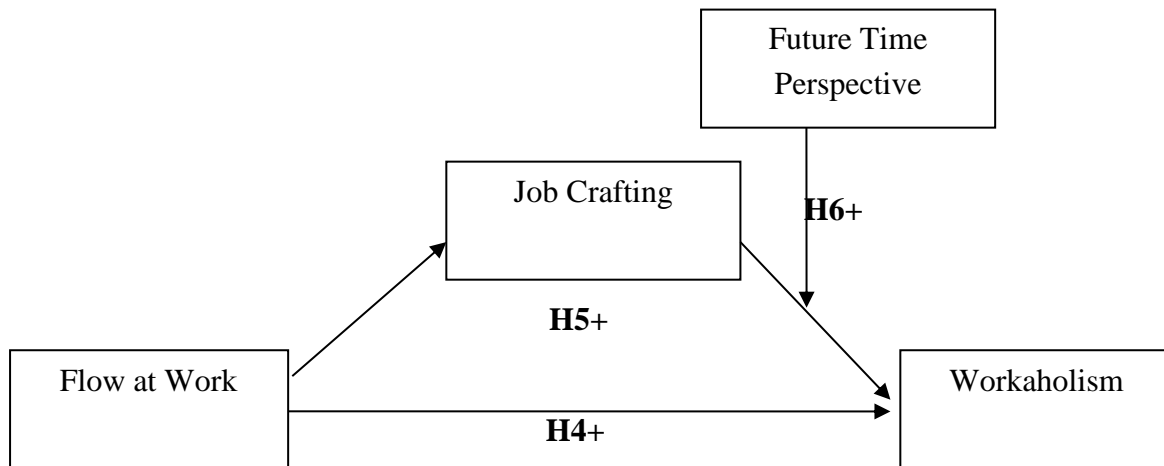 Future Time
Perspective
Job Crafting
H6+
H5+
Flow at Work
Workaholism
H4+